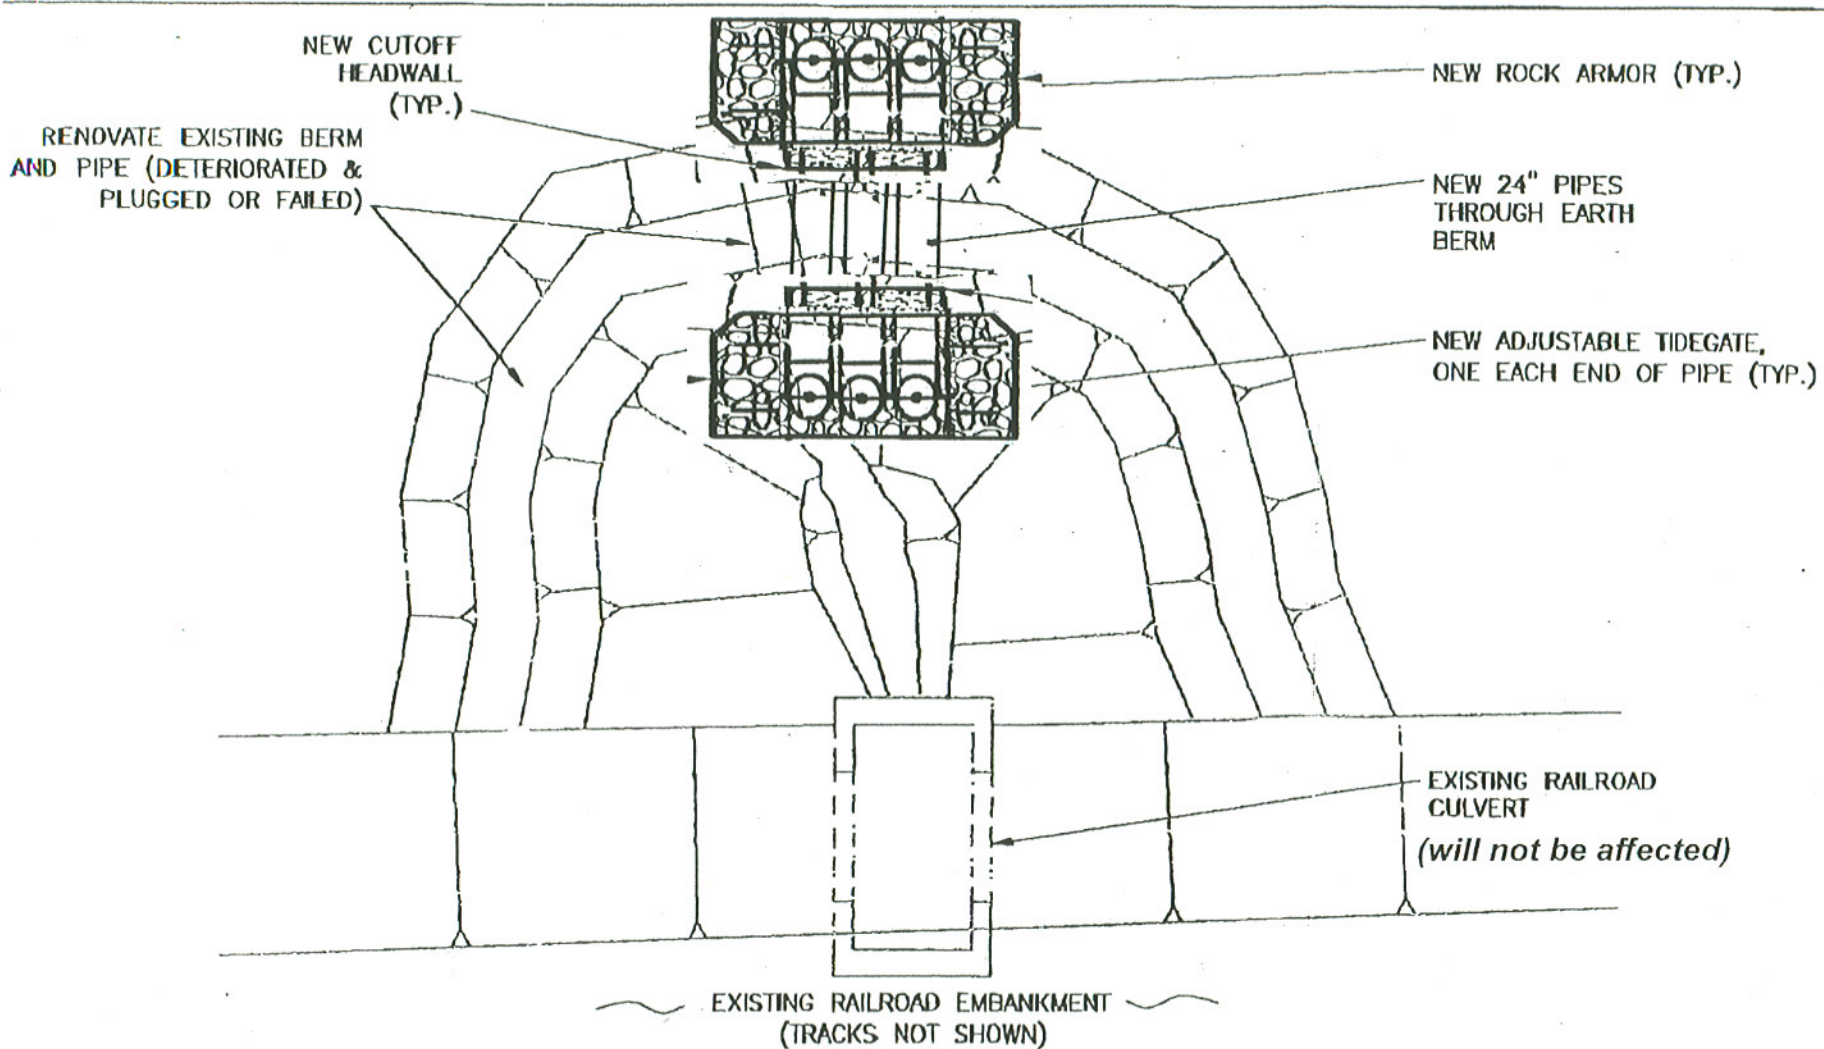 NEW CUTOFF
HEADWALL
(TYP.)
RENOVATE EXISTING BERM
AND PIPE (DETERIORATED &
PLUGGED OR FAILED)
NEW ROCK ARMOR (TYP.)
NEW 24" PIPES
THROUGH EARTH
BERM
NEW ADJUSTABLE TIDEGATE,
ONE EACH END OF PIPE (TYP.)
EXISTING RAILROAD
CULVERT
(will not be affected)
EXISTING RAILROAD EMBANKMENT
(TRACKS NOT SHOWN)